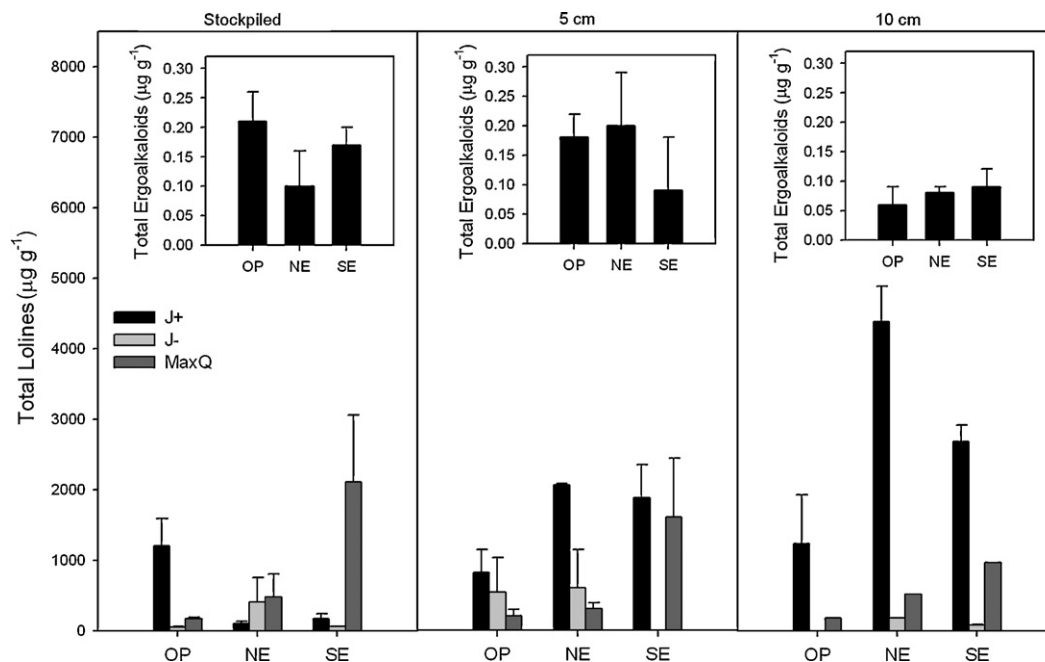 Stockpiled
5 cm
10 cm
Total Lolines (µg g-1)
8000
7000
6000
5000
4000
3000
2000
1000
0
Total Ergoalkaloids (µg g-1)
0.30
0.25
0.20
0.15
0.10
0.05
0.00
OP NE SE
Total Ergoalkaloids (µg g-1)
0.30
0.25
0.20
0.15
0.10
0.05
0.00
OP NE SE
Total Ergoalkaloids (µg g-1)
0.30
0.25
0.20
0.15
0.10
0.05
0.00
OP NE SE
J+
J-
MaxQ
OP NE SE
OP NE SE
OP NE SE